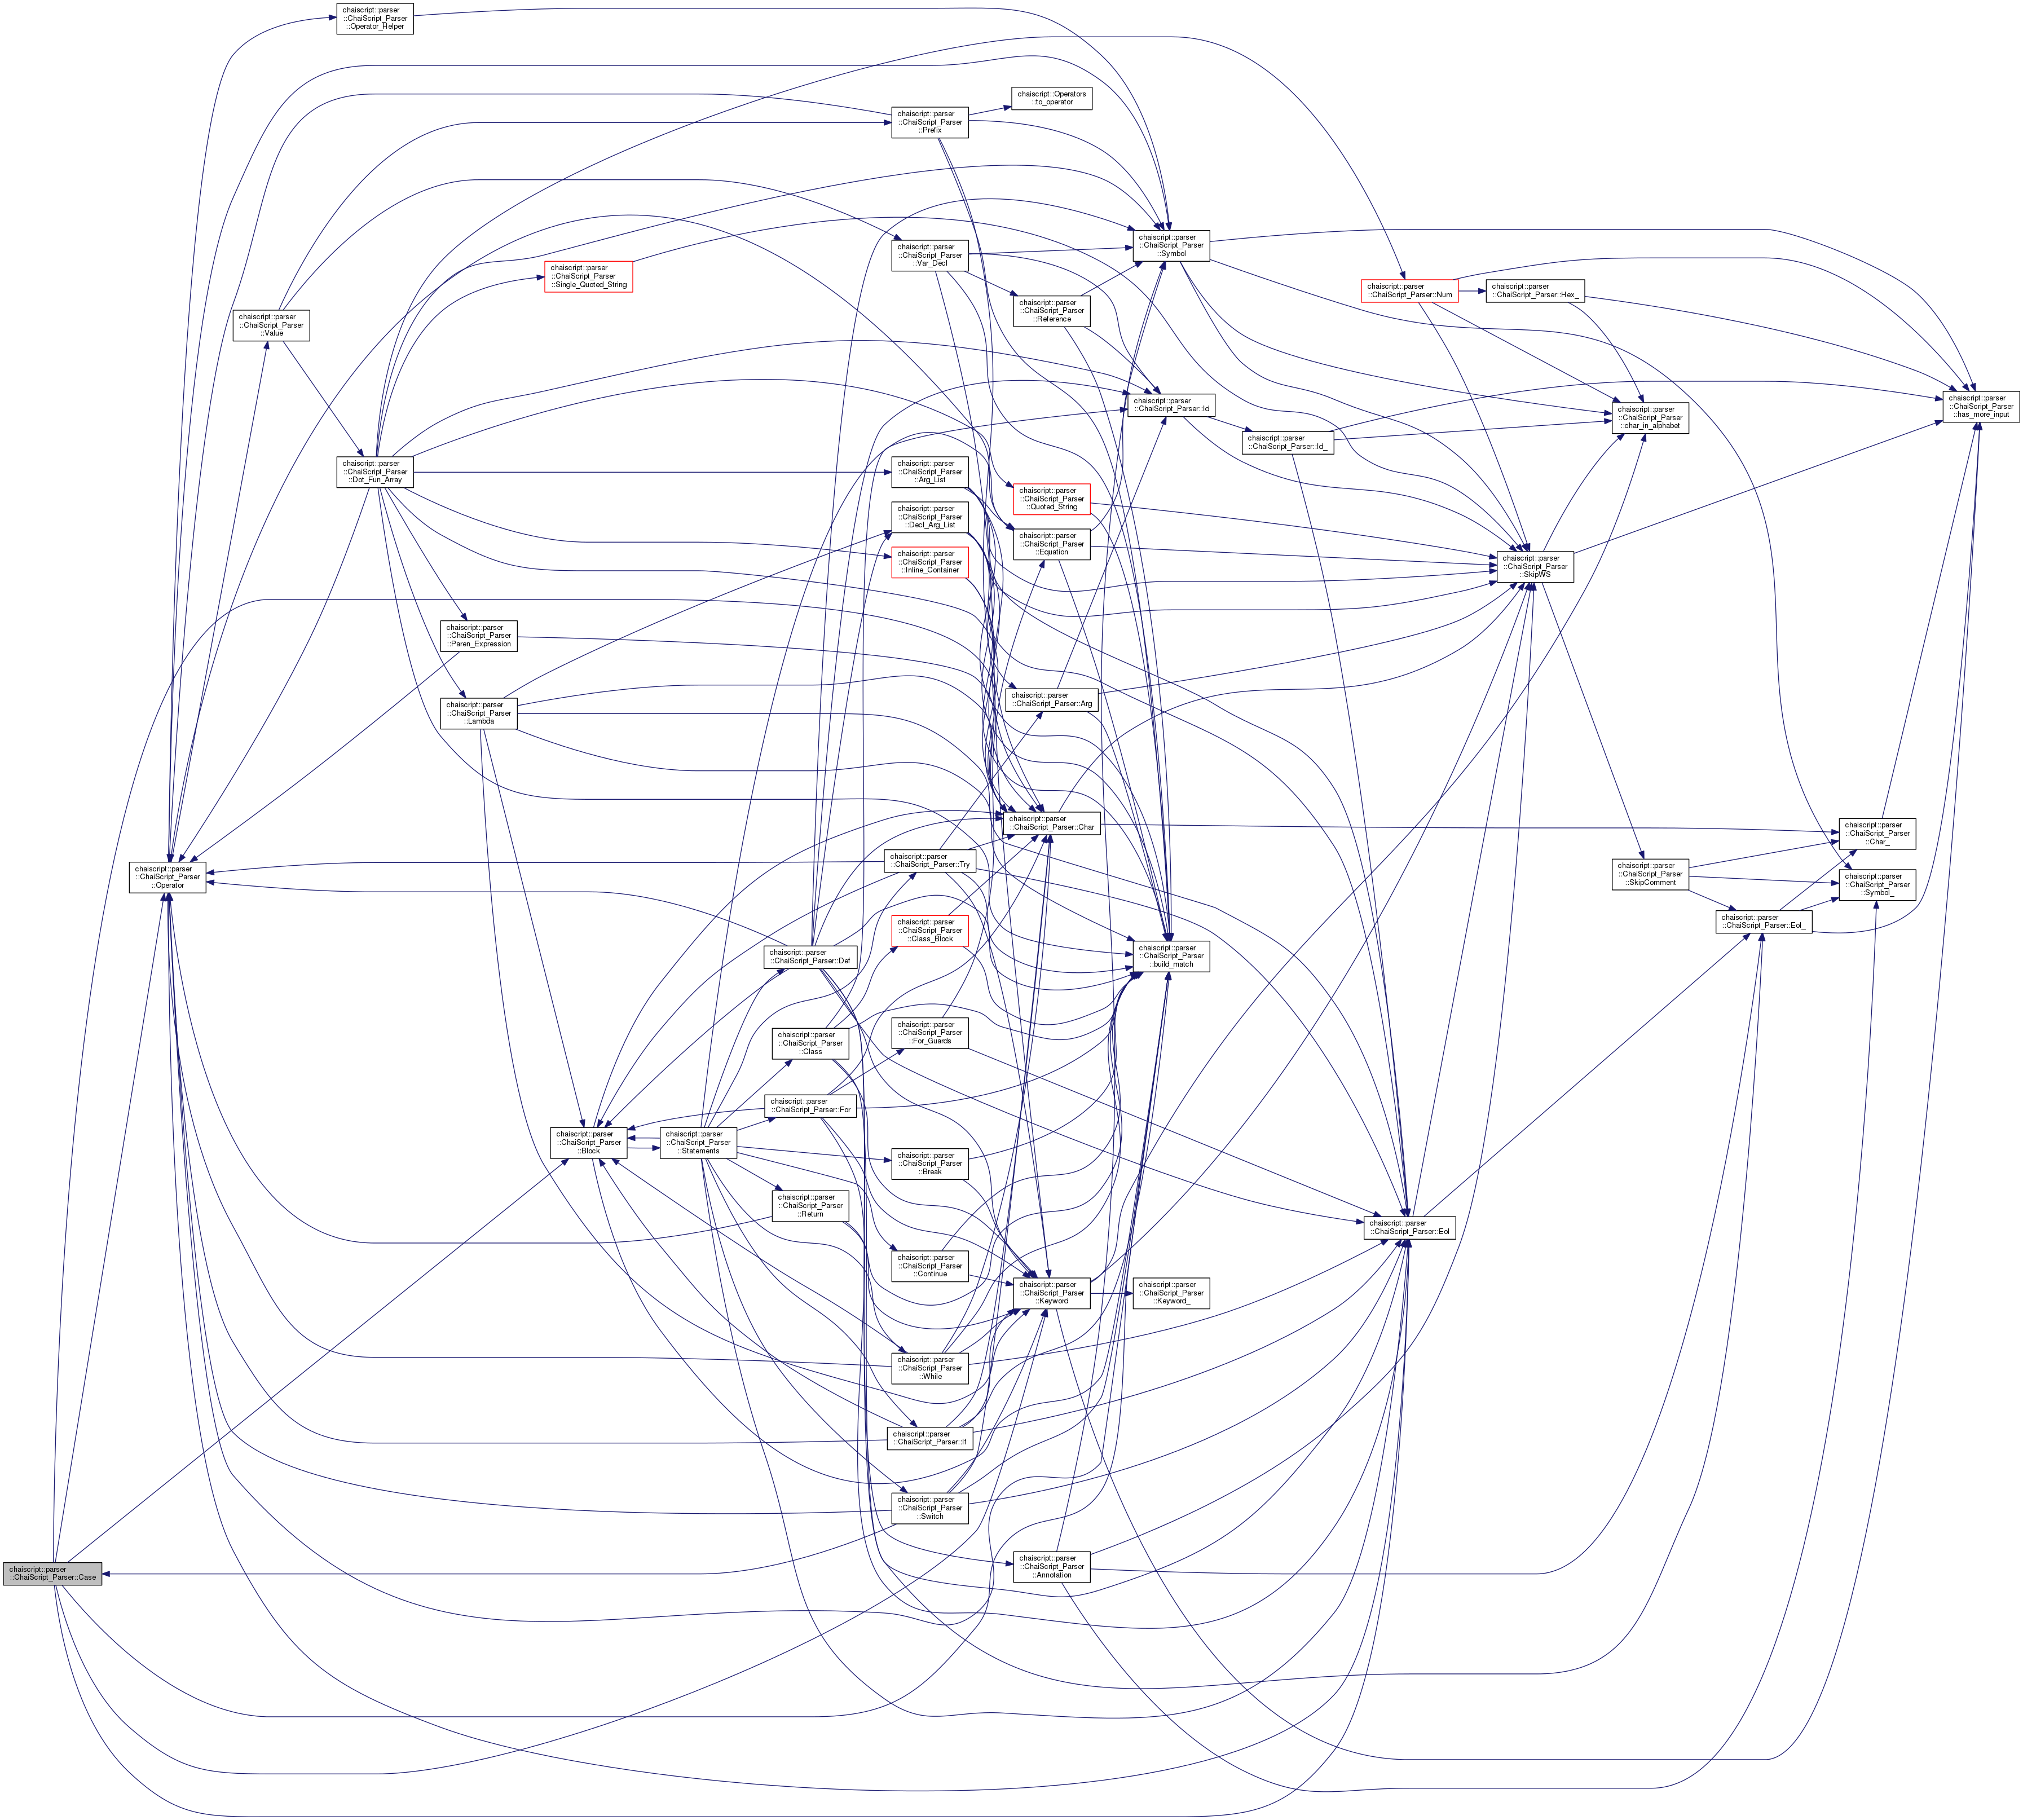 chaiscript::parser
::ChaiScript_Parser
::Operator_Helper
chaiscript::Operators
::to_operator
chaiscript::parser
::ChaiScript_Parser
::Prefix
chaiscript::parser
::ChaiScript_Parser
::Symbol
chaiscript::parser
::ChaiScript_Parser
::Var_Decl
chaiscript::parser
::ChaiScript_Parser
::Single_Quoted_String
chaiscript::parser
::ChaiScript_Parser::Num
chaiscript::parser
::ChaiScript_Parser::Hex_
chaiscript::parser
::ChaiScript_Parser
::Reference
chaiscript::parser
::ChaiScript_Parser
::Value
chaiscript::parser
::ChaiScript_Parser::Id
chaiscript::parser
::ChaiScript_Parser
::has_more_input
chaiscript::parser
::ChaiScript_Parser
::char_in_alphabet
chaiscript::parser
::ChaiScript_Parser::Id_
chaiscript::parser
::ChaiScript_Parser
::Dot_Fun_Array
chaiscript::parser
::ChaiScript_Parser
::Arg_List
chaiscript::parser
::ChaiScript_Parser
::Quoted_String
chaiscript::parser
::ChaiScript_Parser
::Decl_Arg_List
chaiscript::parser
::ChaiScript_Parser
::Equation
chaiscript::parser
::ChaiScript_Parser
::Inline_Container
chaiscript::parser
::ChaiScript_Parser
::SkipWS
chaiscript::parser
::ChaiScript_Parser
::Paren_Expression
chaiscript::parser
::ChaiScript_Parser::Arg
chaiscript::parser
::ChaiScript_Parser
::Lambda
chaiscript::parser
::ChaiScript_Parser::Char
chaiscript::parser
::ChaiScript_Parser
::Char_
chaiscript::parser
::ChaiScript_Parser::Try
chaiscript::parser
::ChaiScript_Parser
::Operator
chaiscript::parser
::ChaiScript_Parser
::SkipComment
chaiscript::parser
::ChaiScript_Parser
::Symbol_
chaiscript::parser
::ChaiScript_Parser::Eol_
chaiscript::parser
::ChaiScript_Parser
::Class_Block
chaiscript::parser
::ChaiScript_Parser::Def
chaiscript::parser
::ChaiScript_Parser
::build_match
chaiscript::parser
::ChaiScript_Parser
::Class
chaiscript::parser
::ChaiScript_Parser
::For_Guards
chaiscript::parser
::ChaiScript_Parser::For
chaiscript::parser
::ChaiScript_Parser
::Block
chaiscript::parser
::ChaiScript_Parser
::Statements
chaiscript::parser
::ChaiScript_Parser
::Break
chaiscript::parser
::ChaiScript_Parser
::Return
chaiscript::parser
::ChaiScript_Parser::Eol
chaiscript::parser
::ChaiScript_Parser
::Continue
chaiscript::parser
::ChaiScript_Parser
::Keyword
chaiscript::parser
::ChaiScript_Parser
::Keyword_
chaiscript::parser
::ChaiScript_Parser
::While
chaiscript::parser
::ChaiScript_Parser::If
chaiscript::parser
::ChaiScript_Parser
::Switch
chaiscript::parser
::ChaiScript_Parser
::Annotation
chaiscript::parser
::ChaiScript_Parser::Case